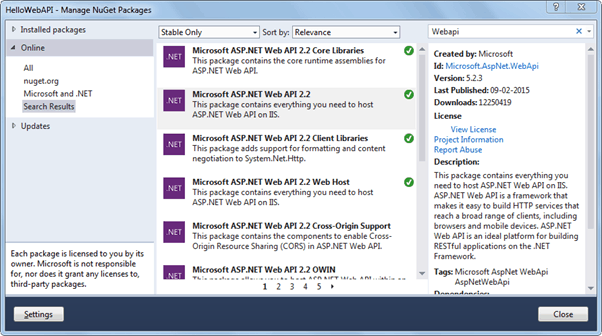 HelloWebAPI - Manage NuGet Packages
?
Installed packages
Online
All
nuget.org
Microsoft and .NET
Search Results
Updates
Each package is licensed to you by its
owner. Microsoft is not responsible
for, nor does it grant any licenses to,
third-party packages.
Stable Only
Sort by: Relevance
.NET
Microsoft ASP.NET Web API 2.2 Core Libraries
This package contains the core runtime assemblies for
ASP.NET Web API.
.NET
Microsoft ASP.NET Web API 2.2
This package contains everything you need to host
ASP.NET Web API on IIS.
.NET
Microsoft ASP.NET Web API 2.2 Client Libraries
This package adds support for formatting and content
negotiation to System.Net.Http.
.NET
Microsoft ASP.NET Web API 2.2 Web Host
This package contains everything you need to host
ASP.NET Web API on IIS.
.NET
Microsoft ASP.NET Web API 2.2 Cross-Origin Support
This package contains the components to enable Cross-
Origin Resource Sharing (CORS) in ASP.NET Web API.
.NET
Microsoft ASP.NET Web API 2.2 OWIN
This package allows you to host ASP.NET Web API within an
1 2 3 4 5
Webapi
Created by: Microsoft
Id: Microsoft.AspNet.WebApi
Version: 5.2.3
Last Published: 09-02-2015
Downloads: 12250419
License
View License
Project Information
Report Abuse
Description:
This package contains everything you
need to host ASP.NET Web API on IIS.
ASP.NET Web API is a framework that
makes it easy to build HTTP services that
reach a broad range of clients, including
browsers and mobile devices. ASP.NET
Web API is an ideal platform for building
RESTful applications on the .NET
Framework.
Tags: Microsoft AspNet WebApi
AspNetWebApi
Dependencies:
Settings
Close